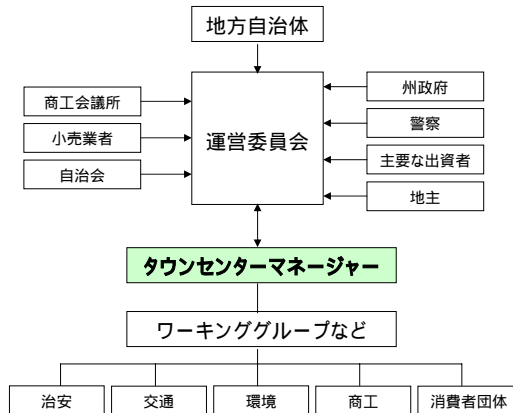 地方自治体
商工会議所
小売業者
自治会
運営委員会
州政府
警察
主要な出資者
地主
タウンセンターマネージャー
ワーキンググループなど
治安
交通
環境
商工
消費者団体